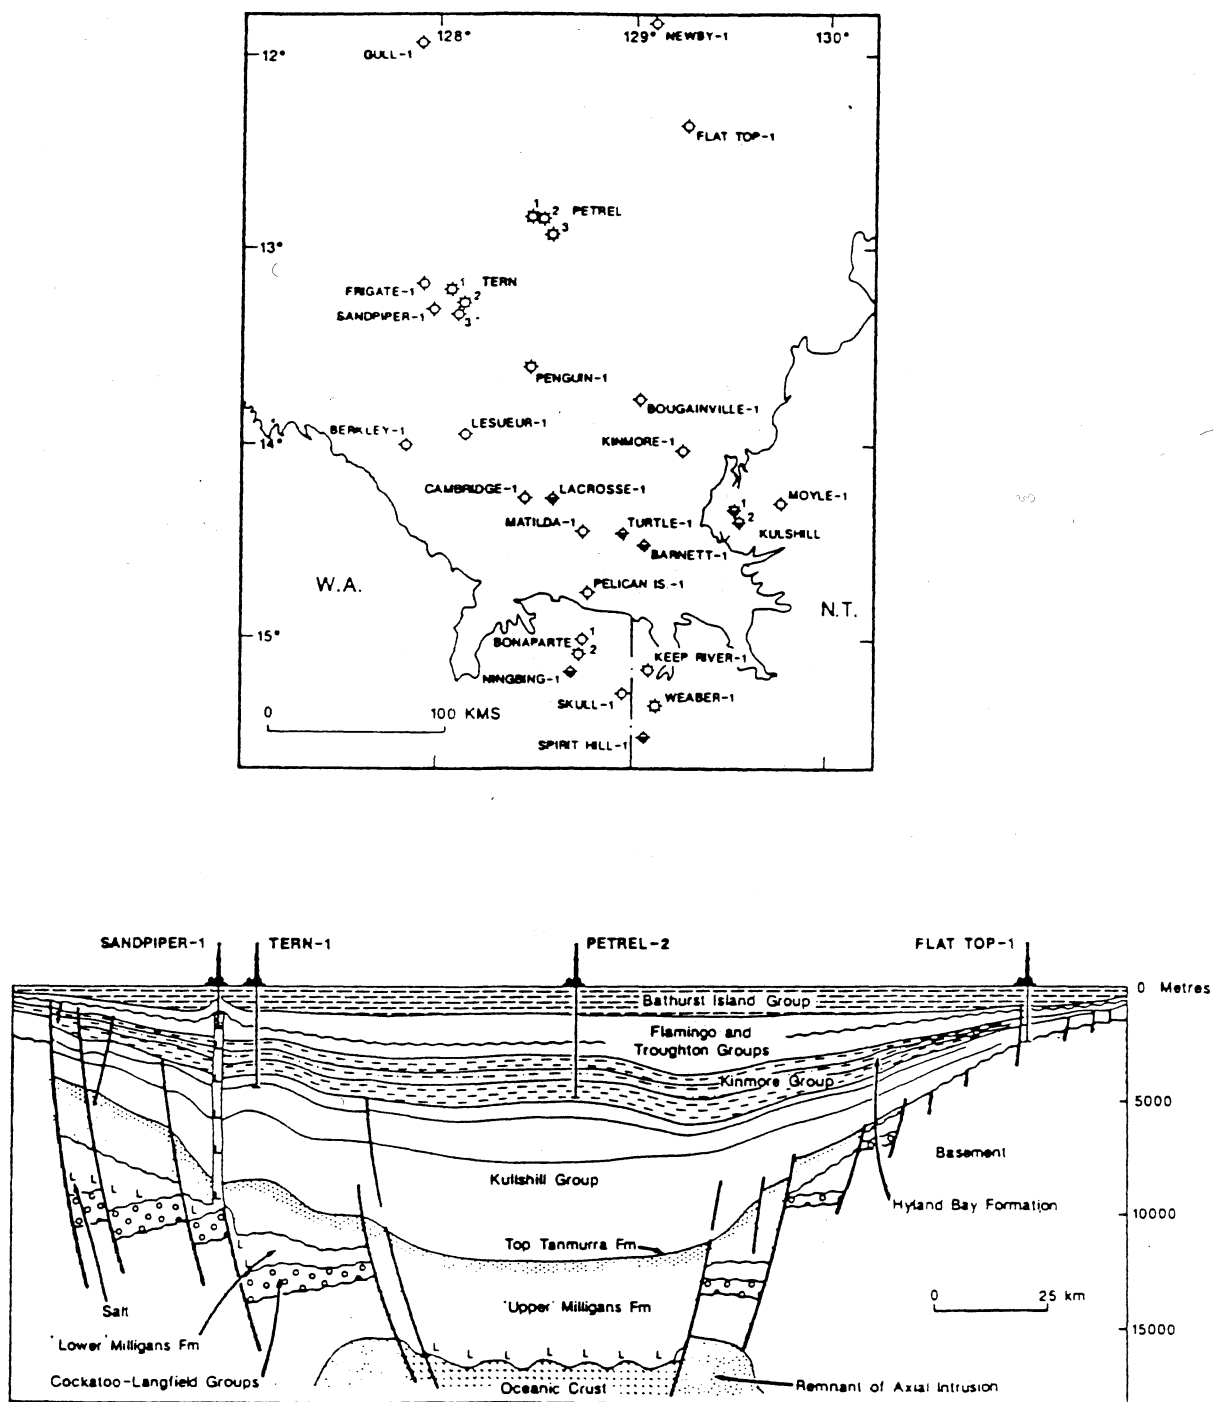 128°
129°
NEWBY-1
130°
12°
GULL-1
FLAT TOP-1
1
2
PETREL
3
13°
FRIGATE-1
1
TERN
2
SANDPIPER-1
3
PENGUIN-1
BOUGAINVILLE-1
BERKLEY-1
LESUEUR-1
14°
KINMORE-1
CAMBRIDGE-1
LACROSSE-1
MOYLE-1
1
2
MATILDA-1
TURTLE-1
KULSHILL
BARNETT-1
W.A.
PELICAN IS.-1
N.T.
15°
BONAPARTE
1
2
KEEP RIVER-1
NINGBING-1
SKULL-1
WEABER-1
0
100 KMS
SPIRIT HILL-1
SANDPIPER-1
TERN-1
PETREL-2
FLAT TOP-1
0 Metres
Bathurst Island Group
Flamingo and
Troughton Groups
Kinmore Group
5000
Basement
Kullshill Group
Hyland Bay Formation
10000
Top Tanmurra Fm
0
25 km
Salt
'Upper' Milligans Fm
15000
'Lower' Milligans Fm
Cockatoo-Langfield Groups
Oceanic Crust
Remnant of Axial Intrusion
L L L L L L L L L L L L L L